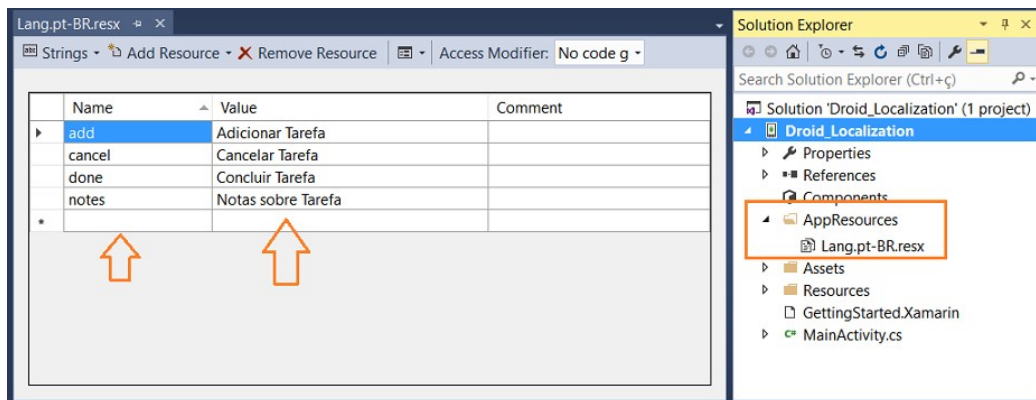 Lang.pt-BR.resx
Strings Add Resource Remove Resource Access Modifier: No code g
Name Value Comment
add Adicionar Tarefa
cancel Cancelar Tarefa
done Concluir Tarefa
notes Notas sobre Tarefa
Solution Explorer
Search Solution Explorer (Ctrl+ç)
Solution 'Droid_Localization' (1 project)
Droid_Localization
Properties
References
Components
AppResources
Lang.pt-BR.resx
Assets
Resources
GettingStarted.Xamarin
C# MainActivity.cs